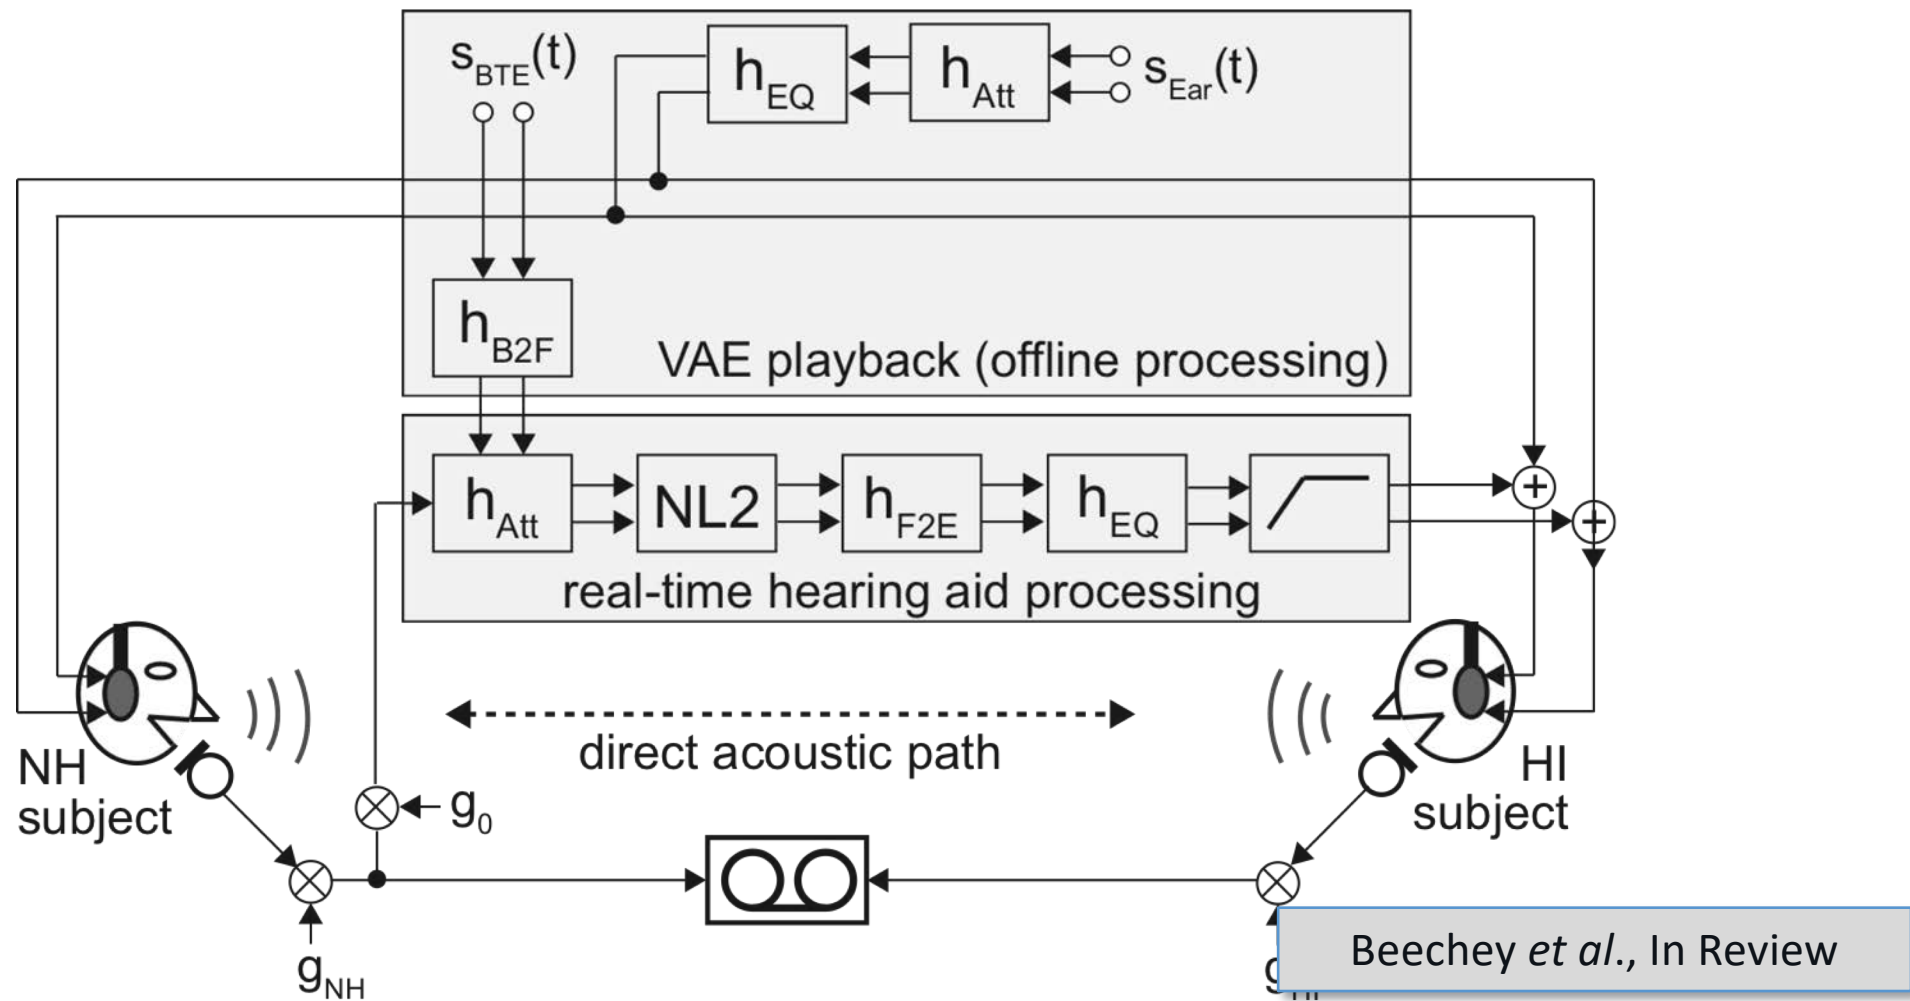 s_BTE(t)
h_EQ
h_Att
s_Ear(t)
h_B2F
VAE playback (offline processing)
h_Att
NL2
h_F2E
h_EQ
+
+
real-time hearing aid processing
direct acoustic path
NH
subject
HI
subject
g_0
g_NH
Beechey et al., In Review